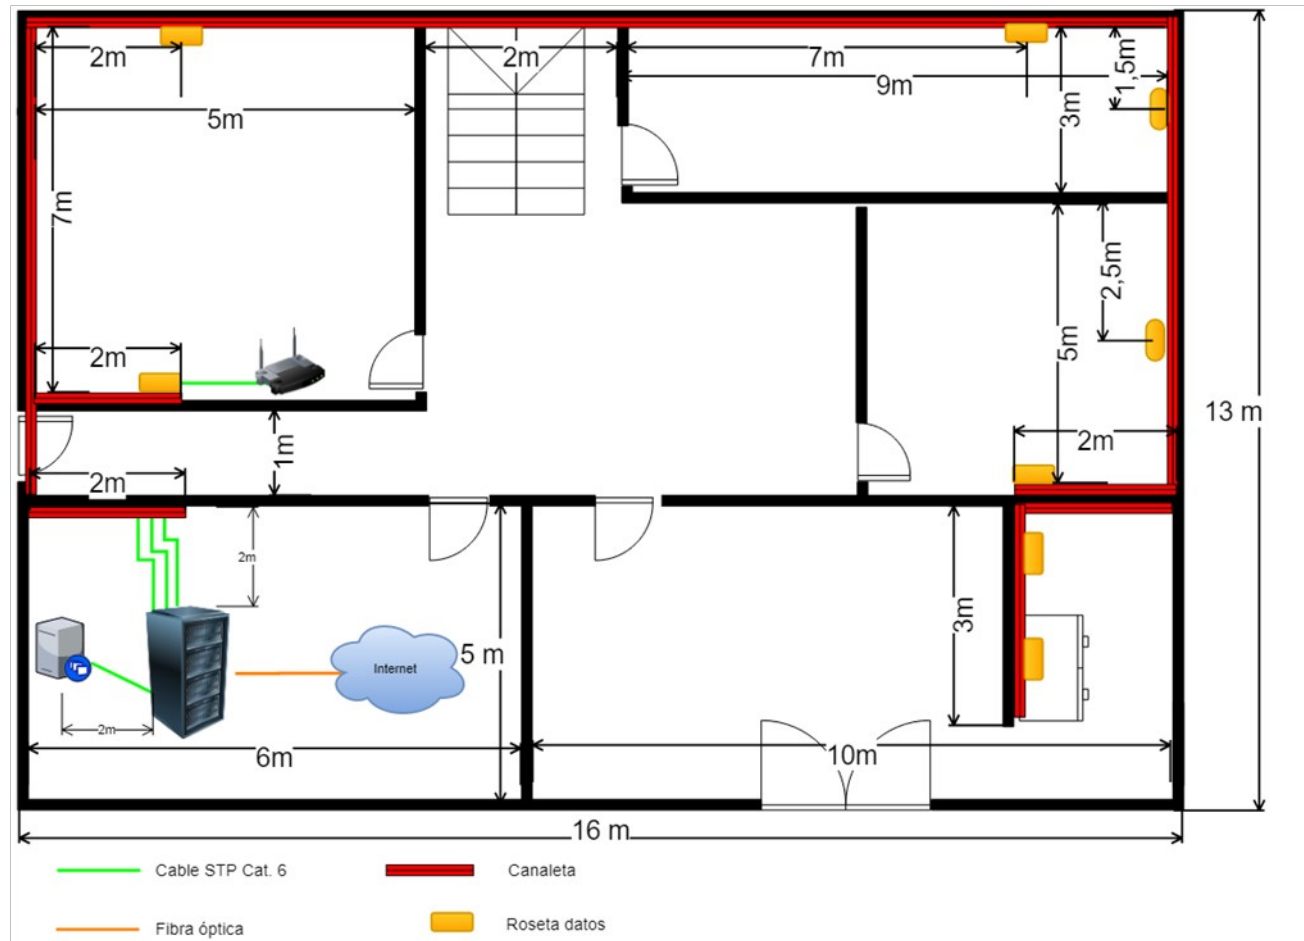 2m
2m
7m
9m
1,5m
3m
5m
7m
2,5m
5m
2m
2m
13 m
1m
2m
2m
5 m
3m
Internet
2m
6m
10m
16 m
Cable STP Cat. 6
Canaleta
Fibra óptica
Roseta datos